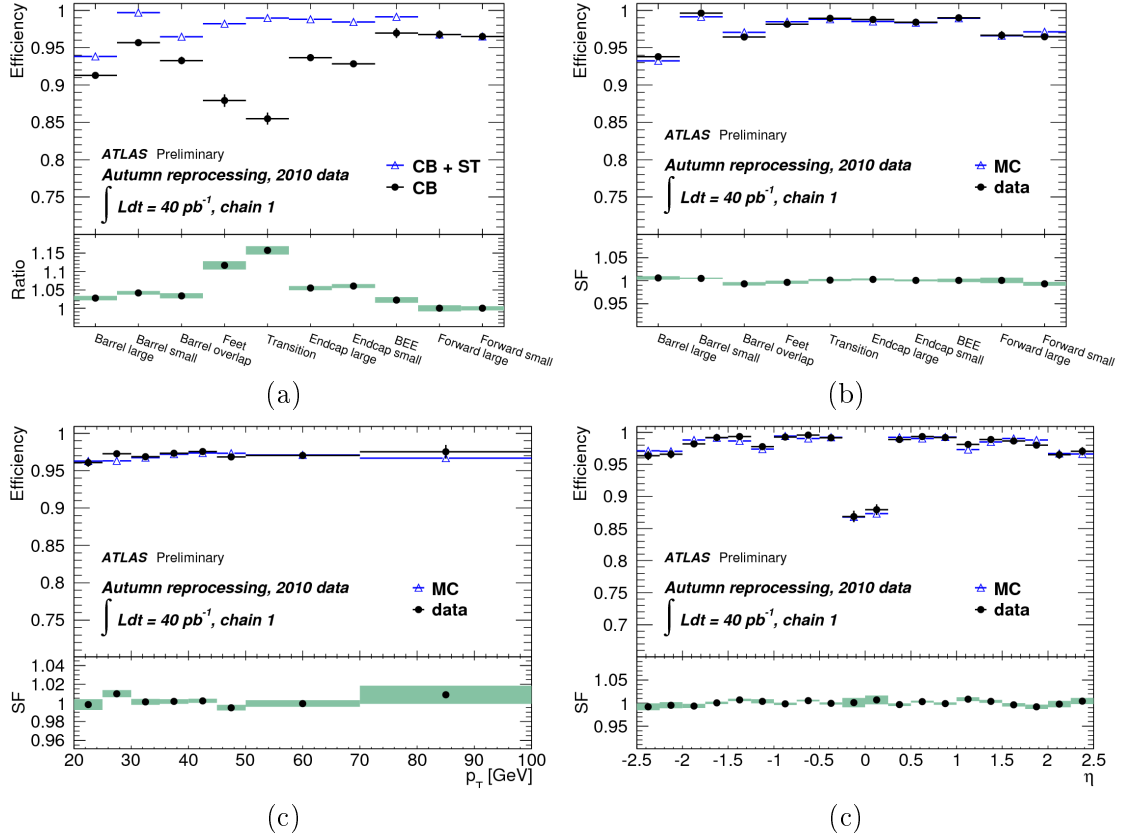 Efficiency
1
0.95
0.9
0.85
0.8
0.75
ATLAS Preliminary
Autumn reprocessing, 2010 data
∫ Ldt = 40 pb⁻¹, chain 1
CB + ST
CB
Ratio
1.15
1.1
1.05
1
Barrel large
Barrel small
Barrel overlap
Feet
Transition
Endcap large
Endcap small
BEE
Forward large
Forward small
(a)
Efficiency
1
0.95
0.9
0.85
0.8
0.75
ATLAS Preliminary
Autumn reprocessing, 2010 data
∫ Ldt = 40 pb⁻¹, chain 1
MC
data
SF
1.05
1
0.95
Barrel large
Barrel small
Barrel overlap
Feet
Transition
Endcap large
Endcap small
BEE
Forward large
Forward small
(b)
Efficiency
1
0.95
0.9
0.85
0.8
0.75
ATLAS Preliminary
Autumn reprocessing, 2010 data
∫ Ldt = 40 pb⁻¹, chain 1
MC
data
SF
1.04
1.02
1
0.98
0.96
20 30 40 50 60 70 80 90 100
p_T [GeV]
(c)
Efficiency
1
0.95
0.9
0.85
0.8
0.75
0.7
ATLAS Preliminary
Autumn reprocessing, 2010 data
∫ Ldt = 40 pb⁻¹, chain 1
MC
data
SF
1.05
1
0.95
-2.5 -2 -1.5 -1 -0.5 0 0.5 1 1.5 2 2.5
η
(c)